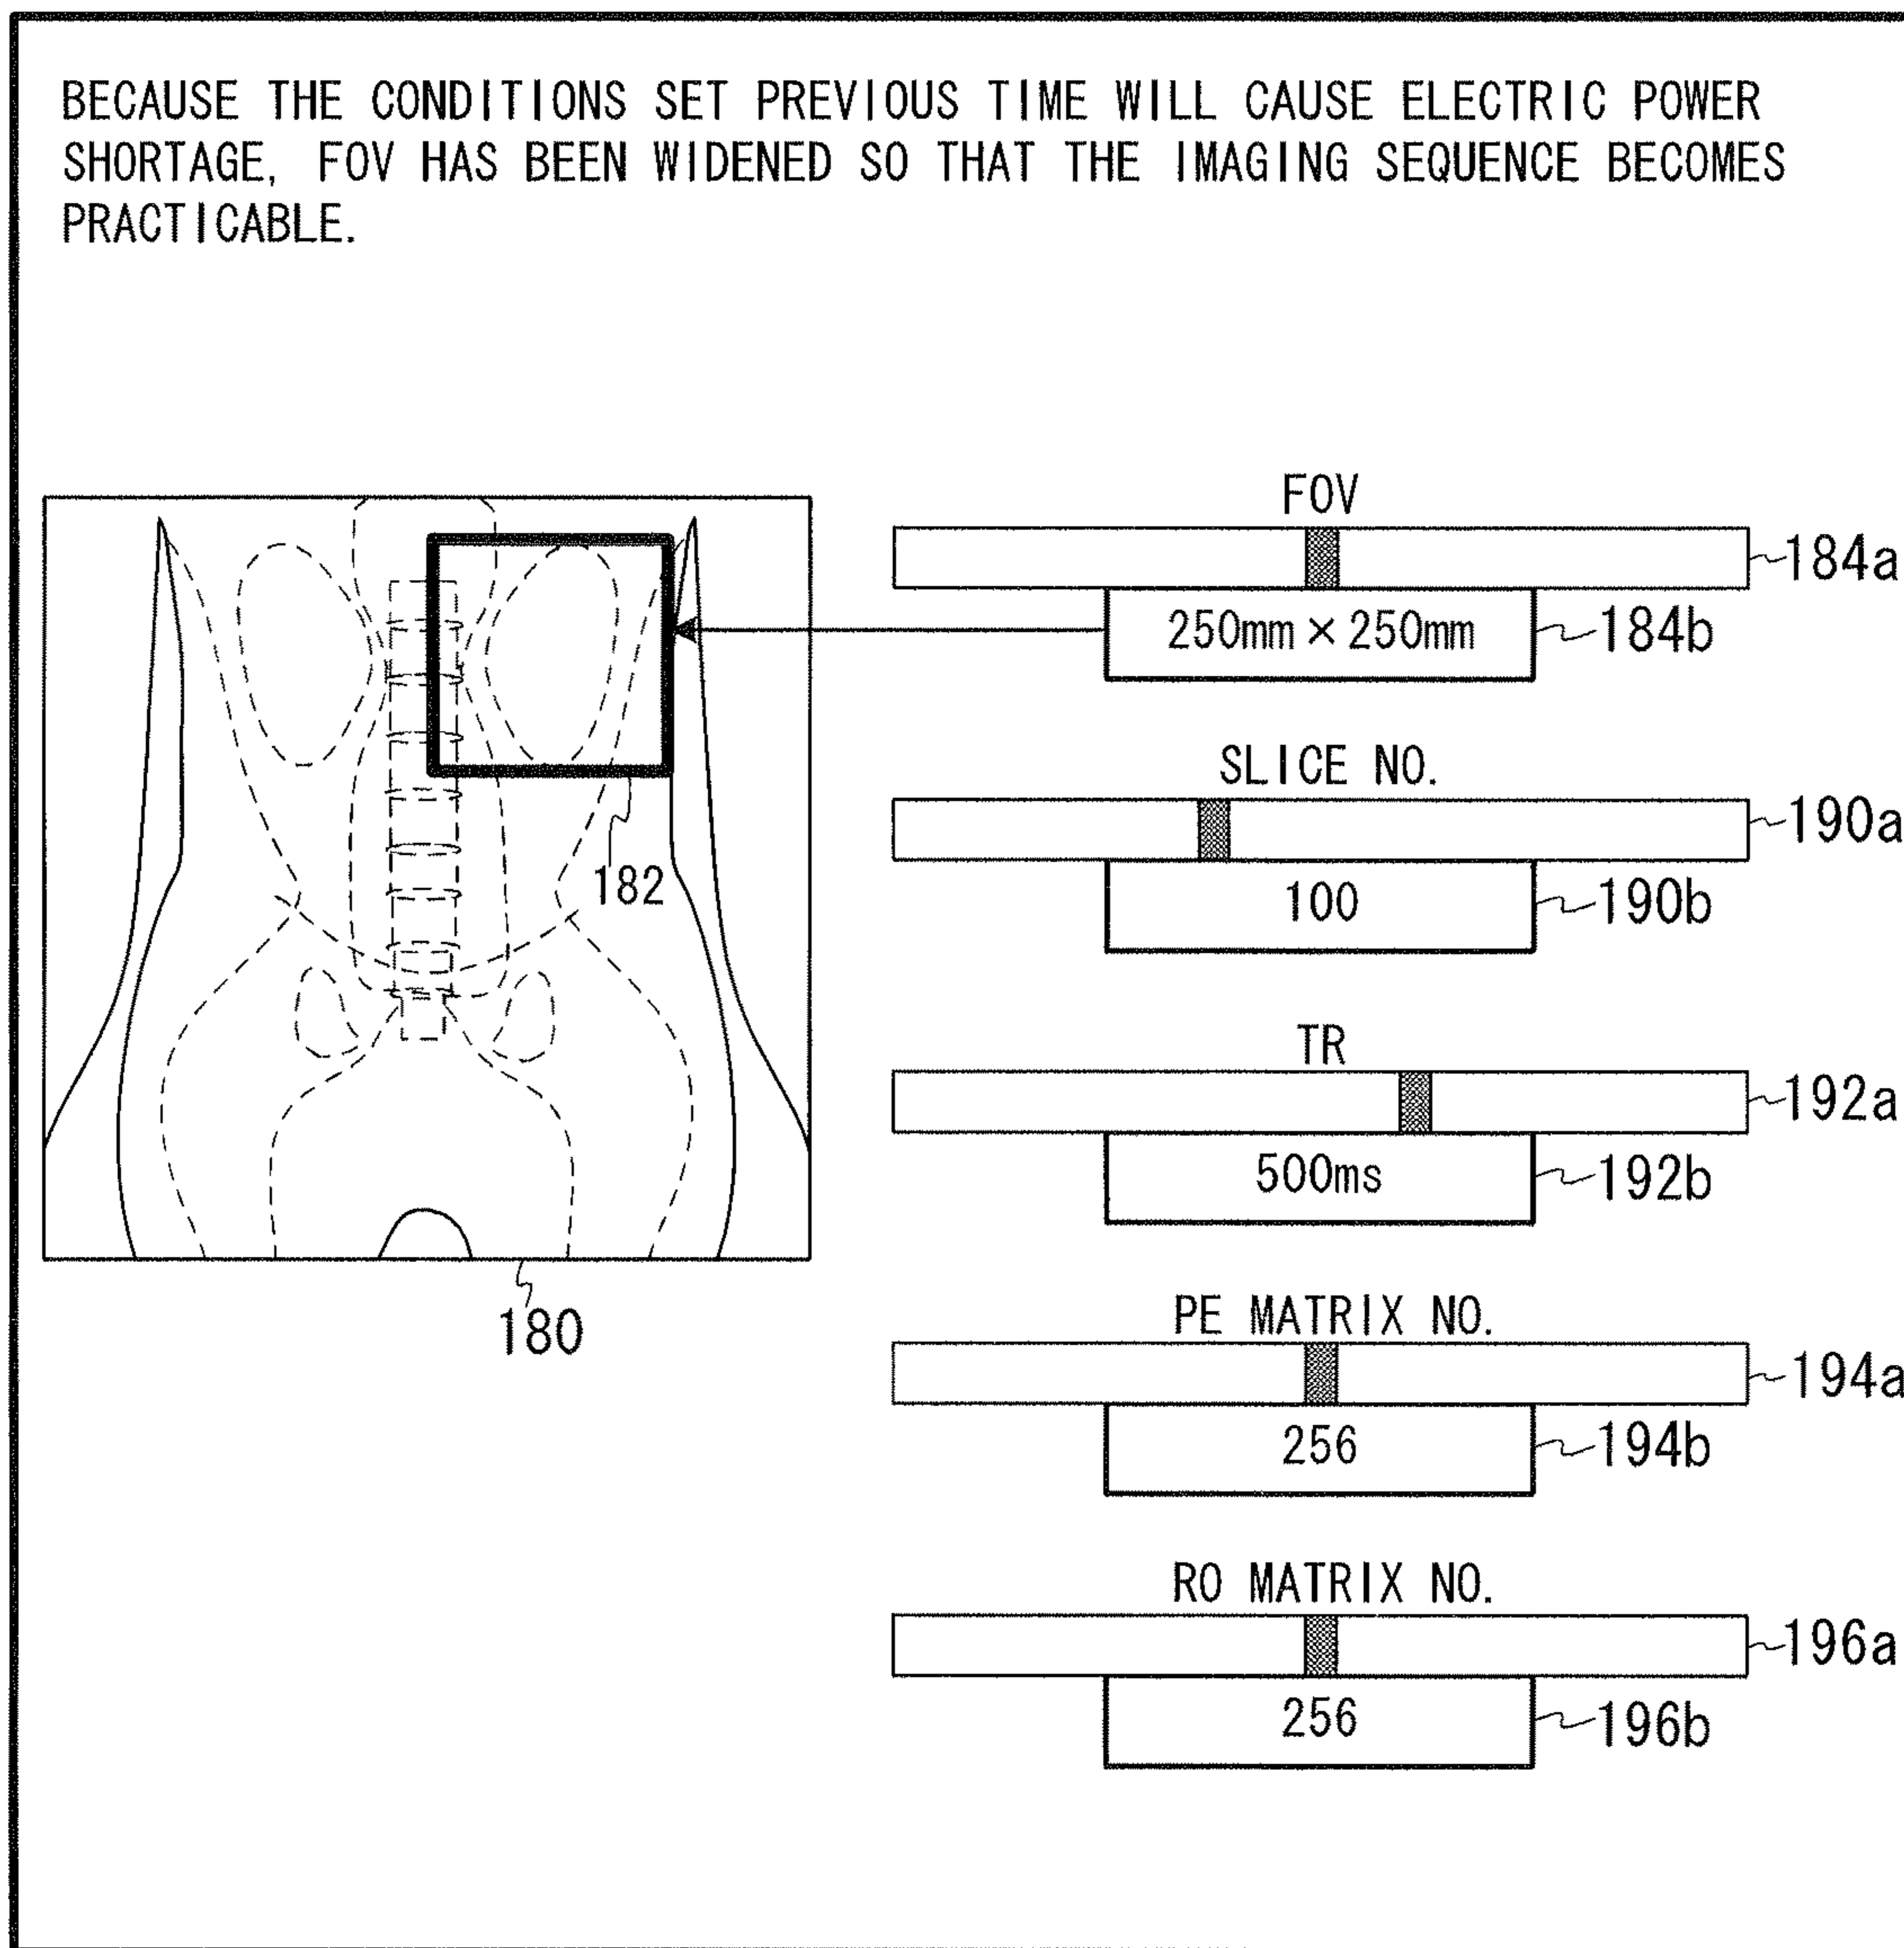 BECAUSE THE CONDITIONS SET PREVIOUS TIME WILL CAUSE ELECTRIC POWER
SHORTAGE, FOV HAS BEEN WIDENED SO THAT THE IMAGING SEQUENCE BECOMES
PRACTICABLE.
FOV
184a
250mm × 250mm
184b
SLICE NO.
190a
182
100
190b
TR
192a
500ms
192b
180
PE MATRIX NO.
194a
256
194b
RO MATRIX NO.
196a
256
196b